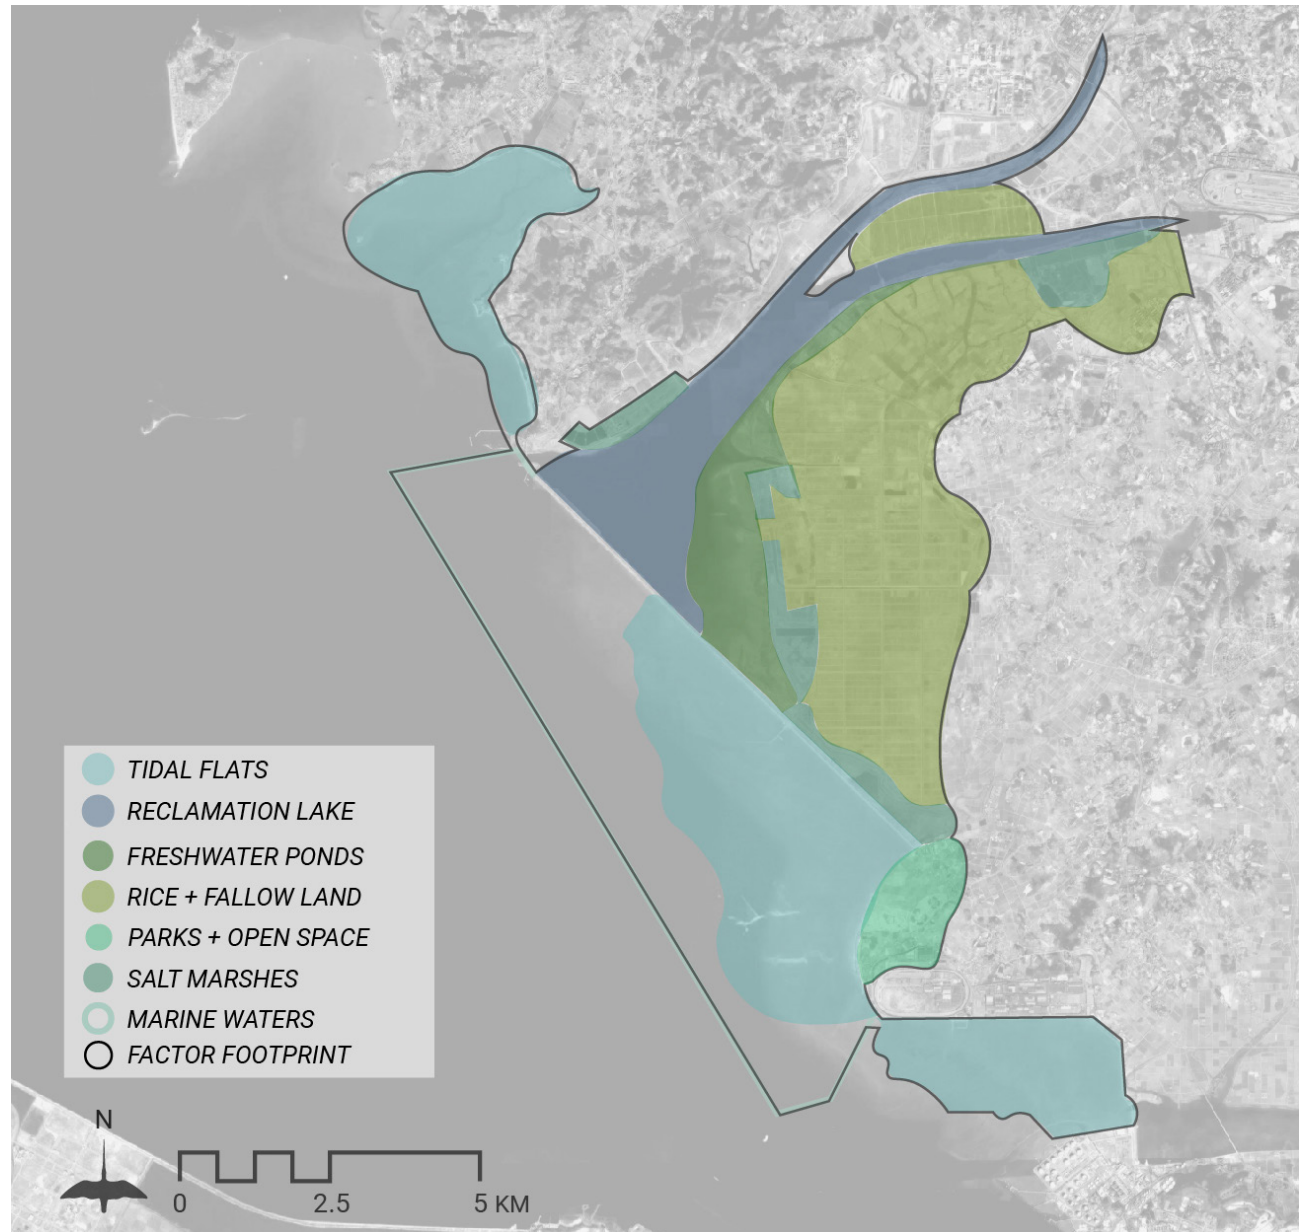 TIDAL FLATS
RECLAMATION LAKE
FRESHWATER PONDS
RICE + FALLOW LAND
PARKS + OPEN SPACE
SALT MARSHES
MARINE WATERS
FACTOR FOOTPRINT
N
0 2.5 5 KM